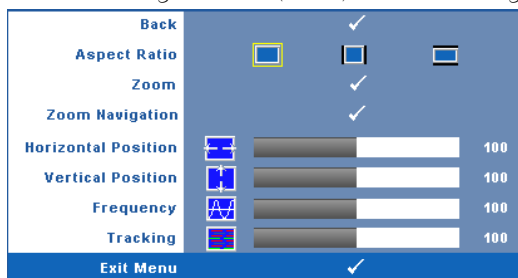 Back
Aspect Ratio
Zoom
Zoom Navigation
Horizontal Position 100
Vertical Position 100
Frequency 100
Tracking 100
Exit Menu